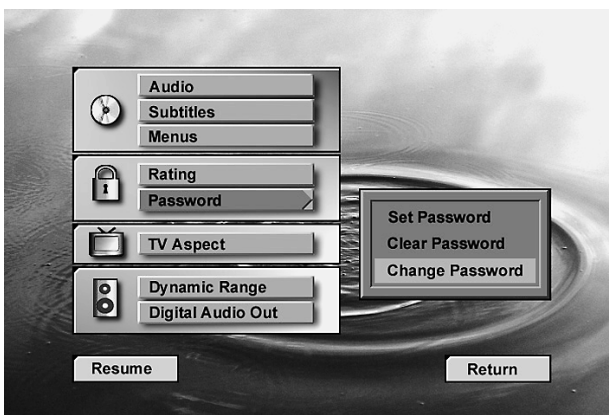 Audio
Subtitles
Menus
Rating
Password
TV Aspect
Dynamic Range
Digital Audio Out
Set Password
Clear Password
Change Password
Resume
Return